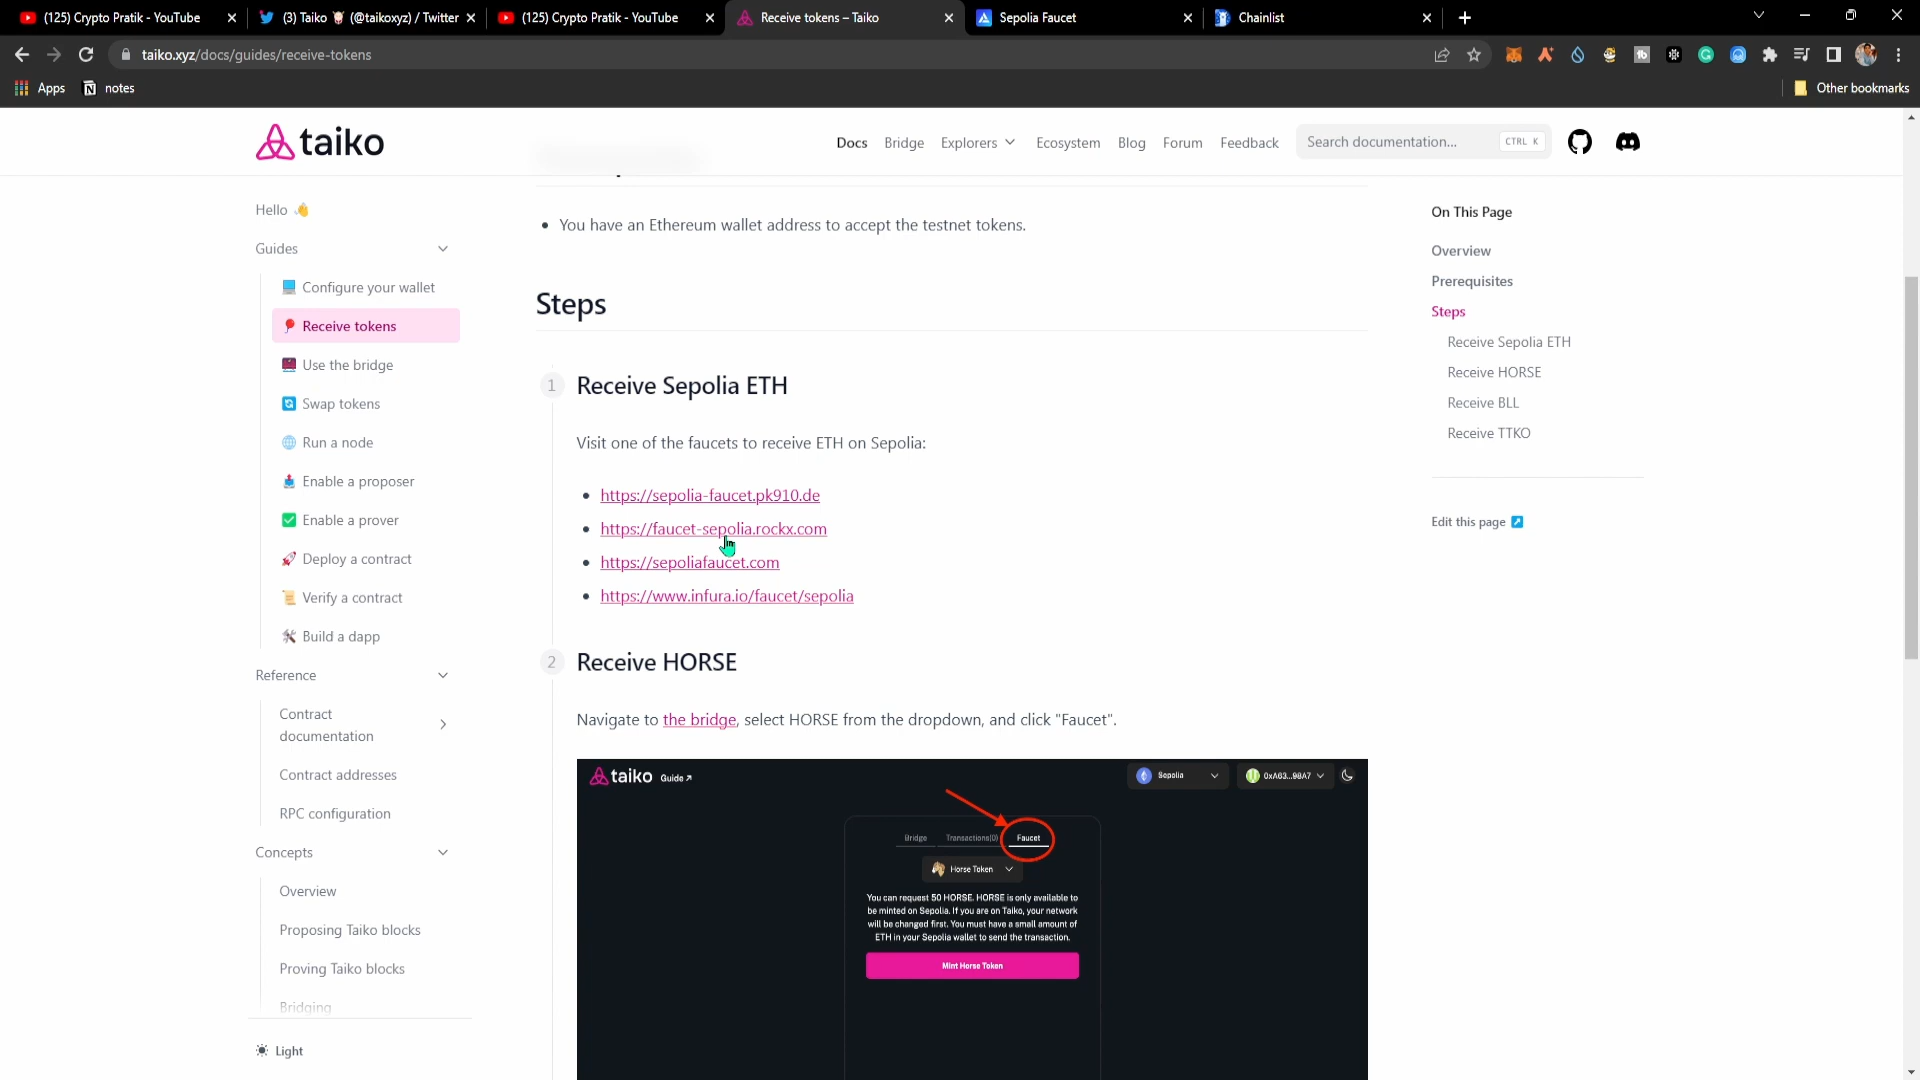 (125) Crypto Pratik - YouTube
(3) Taiko 🥁 (@taikoxyz) / Twitter
(125) Crypto Pratik - YouTube
Receive tokens – Taiko
Sepolia Faucet
Chainlist
taiko.xyz/docs/guides/receive-tokens
Apps
notes
Other bookmarks
taiko
Docs
Bridge
Explorers
Ecosystem
Blog
Forum
Feedback
Search documentation...
CTRL K
Hello 👋
Guides
Configure your wallet
Receive tokens
Use the bridge
Swap tokens
Run a node
Enable a proposer
Enable a prover
Deploy a contract
Verify a contract
Build a dapp
Reference
Contract
documentation
Contract addresses
RPC configuration
Concepts
Overview
Proposing Taiko blocks
Proving Taiko blocks
Bridging
Light
• You have an Ethereum wallet address to accept the testnet tokens.
Steps
1 Receive Sepolia ETH
Visit one of the faucets to receive ETH on Sepolia:
• https://sepolia-faucet.pk910.de
• https://faucet-sepolia.rockx.com
• https://sepoliafaucet.com
• https://www.infura.io/faucet/sepolia
2 Receive HORSE
Navigate to the bridge, select HORSE from the dropdown, and click "Faucet".
taiko Guide ↗
Sepolia
0xA63...98A7
Bridge
Transactions(0)
Faucet
Horse Token
You can request 50 HORSE. HORSE is only available to
be minted on Sepolia. If you are on Taiko, your network
will be changed first. You must have a small amount of
ETH in your Sepolia wallet to send the transaction.
Mint Horse Token
On This Page
Overview
Prerequisites
Steps
Receive Sepolia ETH
Receive HORSE
Receive BLL
Receive TTKO
Edit this page ↗